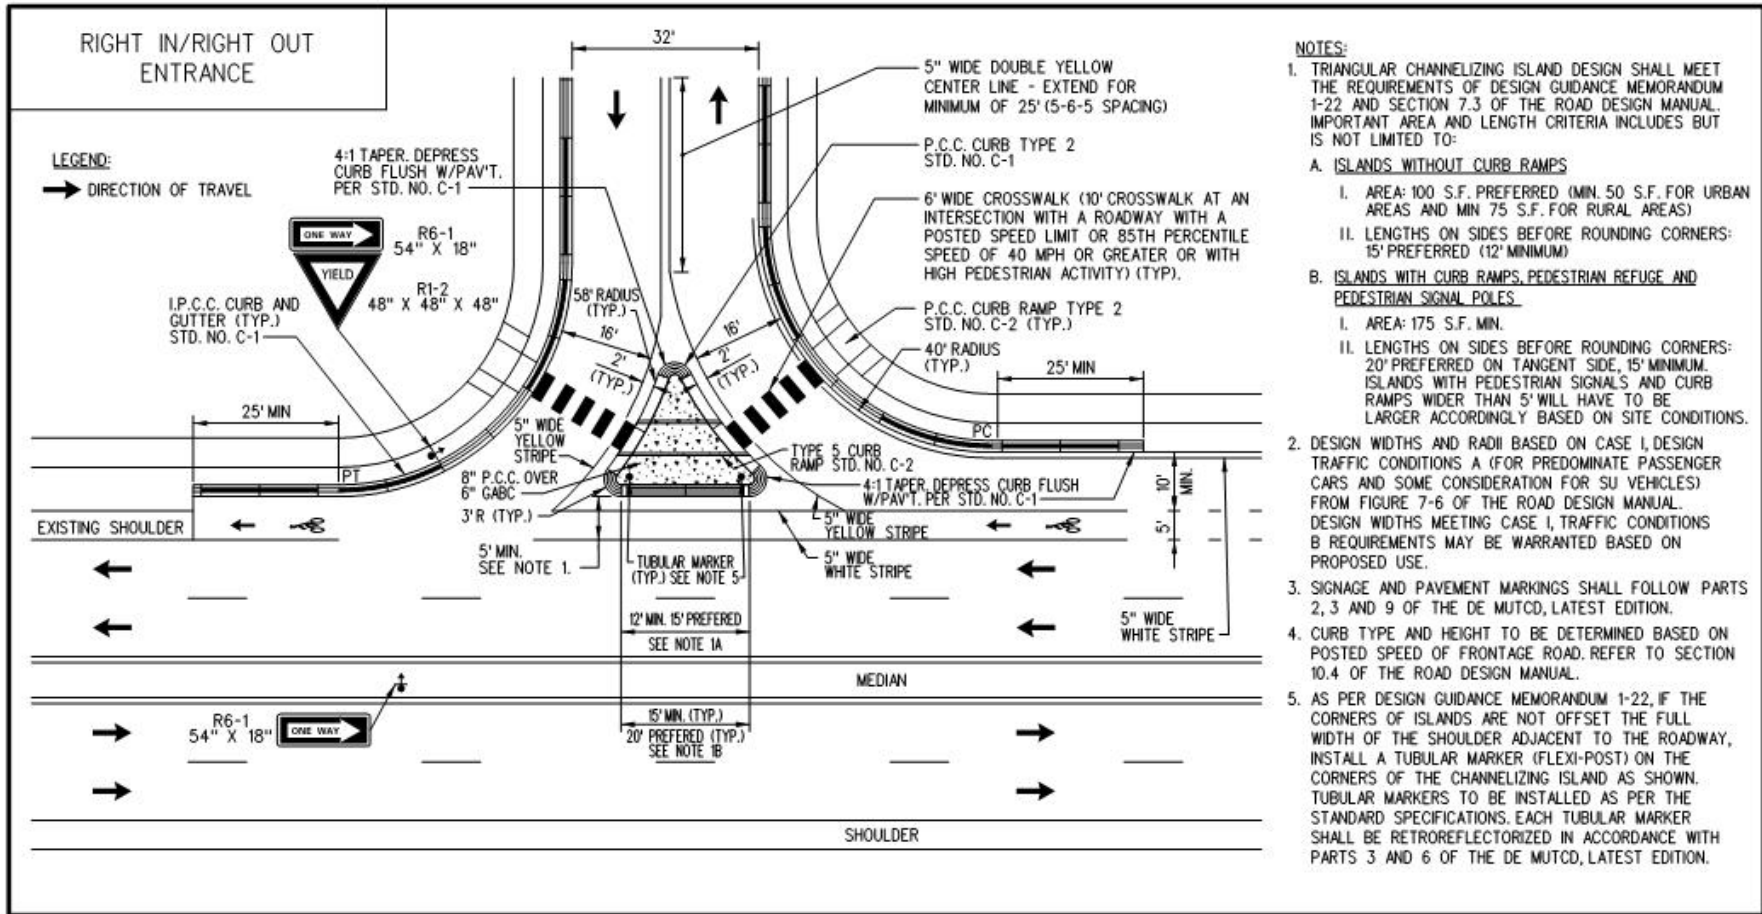 RIGHT IN/RIGHT OUT
ENTRANCE
LEGEND:
DIRECTION OF TRAVEL
ONE WAY
R6-1
54" X 18"
YIELD
R1-2
48" X 48" X 48"
I.P.C.C. CURB AND
GUTTER (TYP.)
STD. NO. C-1
4:1 TAPER. DEPRESS
CURB FLUSH W/PAV'T.
PER STD. NO. C-1
32'
5" WIDE DOUBLE YELLOW
CENTER LINE - EXTEND FOR
MINIMUM OF 25' (5-6-5 SPACING)
P.C.C. CURB TYPE 2
STD. NO. C-1
6' WIDE CROSSWALK (10' CROSSWALK AT AN
INTERSECTION WITH A ROADWAY WITH A
POSTED SPEED LIMIT OR 85TH PERCENTILE
SPEED OF 40 MPH OR GREATER OR WITH
HIGH PEDESTRIAN ACTIVITY) (TYP).
P.C.C. CURB RAMP TYPE 2
STD. NO. C-2 (TYP.)
40' RADIUS
(TYP.)
58' RADIUS
(TYP.)
16'
16'
2'
(TYP.)
2'
(TYP.)
25' MIN
25' MIN
PT
PC
5" WIDE
YELLOW
STRIPE
8" P.C.C. OVER
6" GABC
3' R (TYP.)
TYPE 5 CURB
RAMP STD. NO. C-2
4:1 TAPER. DEPRESS CURB FLUSH
W/PAV'T. PER STD. NO. C-1
10'
MIN.
5'
EXISTING SHOULDER
5" WIDE
YELLOW STRIPE
5' MIN.
SEE NOTE 1.
TUBULAR MARKER
(TYP.) SEE NOTE 5
5" WIDE
WHITE STRIPE
12' MIN. 15' PREFERED
SEE NOTE 1A
5" WIDE
WHITE STRIPE
MEDIAN
R6-1
54" X 18"
ONE WAY
15' MIN. (TYP.)
20' PREFERED (TYP.)
SEE NOTE 1B
SHOULDER
NOTES:
1. TRIANGULAR CHANNELIZING ISLAND DESIGN SHALL MEET
THE REQUIREMENTS OF DESIGN GUIDANCE MEMORANDUM
1-22 AND SECTION 7.3 OF THE ROAD DESIGN MANUAL.
IMPORTANT AREA AND LENGTH CRITERIA INCLUDES BUT
IS NOT LIMITED TO:
A. ISLANDS WITHOUT CURB RAMPS
I. AREA: 100 S.F. PREFERRED (MIN. 50 S.F. FOR URBAN
AREAS AND MIN 75 S.F. FOR RURAL AREAS)
II. LENGTHS ON SIDES BEFORE ROUNDING CORNERS:
15' PREFERRED (12' MINIMUM)
B. ISLANDS WITH CURB RAMPS, PEDESTRIAN REFUGE AND
PEDESTRIAN SIGNAL POLES
I. AREA: 175 S.F. MIN.
II. LENGTHS ON SIDES BEFORE ROUNDING CORNERS:
20' PREFERRED ON TANGENT SIDE, 15' MINIMUM.
ISLANDS WITH PEDESTRIAN SIGNALS AND CURB
RAMPS WIDER THAN 5' WILL HAVE TO BE
LARGER ACCORDINGLY BASED ON SITE CONDITIONS.
2. DESIGN WIDTHS AND RADII BASED ON CASE I, DESIGN
TRAFFIC CONDITIONS A (FOR PREDOMINATE PASSENGER
CARS AND SOME CONSIDERATION FOR SU VEHICLES)
FROM FIGURE 7-6 OF THE ROAD DESIGN MANUAL.
DESIGN WIDTHS MEETING CASE I, TRAFFIC CONDITIONS
B REQUIREMENTS MAY BE WARRANTED BASED ON
PROPOSED USE.
3. SIGNAGE AND PAVEMENT MARKINGS SHALL FOLLOW PARTS
2, 3 AND 9 OF THE DE MUTCD, LATEST EDITION.
4. CURB TYPE AND HEIGHT TO BE DETERMINED BASED ON
POSTED SPEED OF FRONTAGE ROAD. REFER TO SECTION
10.4 OF THE ROAD DESIGN MANUAL.
5. AS PER DESIGN GUIDANCE MEMORANDUM 1-22, IF THE
CORNERS OF ISLANDS ARE NOT OFFSET THE FULL
WIDTH OF THE SHOULDER ADJACENT TO THE ROADWAY,
INSTALL A TUBULAR MARKER (FLEXI-POST) ON THE
CORNERS OF THE CHANNELIZING ISLAND AS SHOWN.
TUBULAR MARKERS TO BE INSTALLED AS PER THE
STANDARD SPECIFICATIONS. EACH TUBULAR MARKER
SHALL BE RETROREFLECTORIZED IN ACCORDANCE WITH
PARTS 3 AND 6 OF THE DE MUTCD, LATEST EDITION.